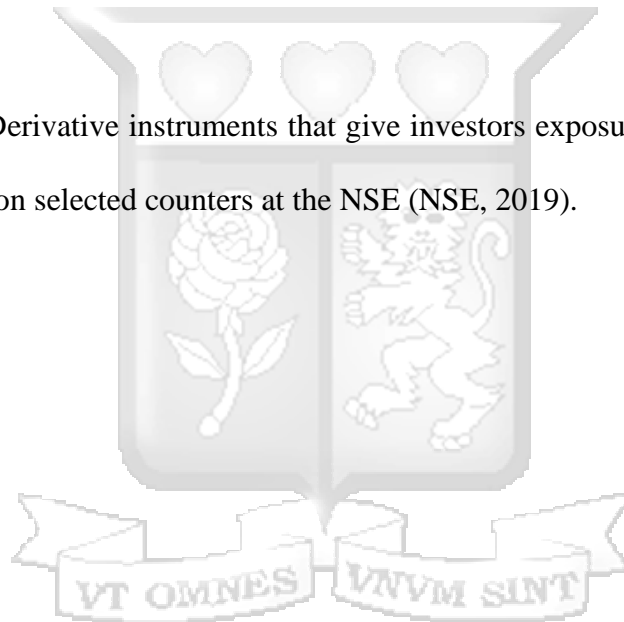 Derivative instruments that give investors exposu
on selected counters at the NSE (NSE, 2019).
VT OMNES VNVM SINT